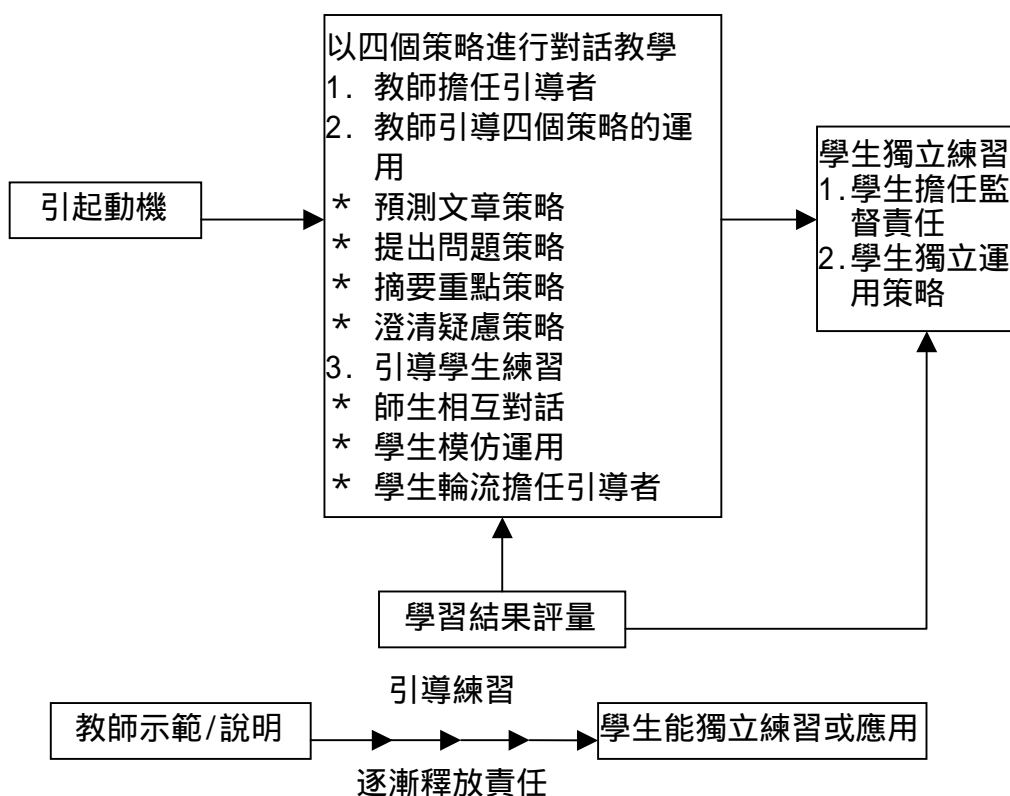 引起動機
以四個策略進行對話教學
1. 教師擔任引導者
2. 教師引導四個策略的運
用
* 預測文章策略
* 提出問題策略
* 摘要重點策略
* 澄清疑慮策略
3. 引導學生練習
* 師生相互對話
* 學生模仿運用
* 學生輪流擔任引導者
學生獨立練習
1.學生擔任監
督責任
2.學生獨立運
用策略
學習結果評量
引導練習
教師示範/說明
學生能獨立練習或應用
逐漸釋放責任